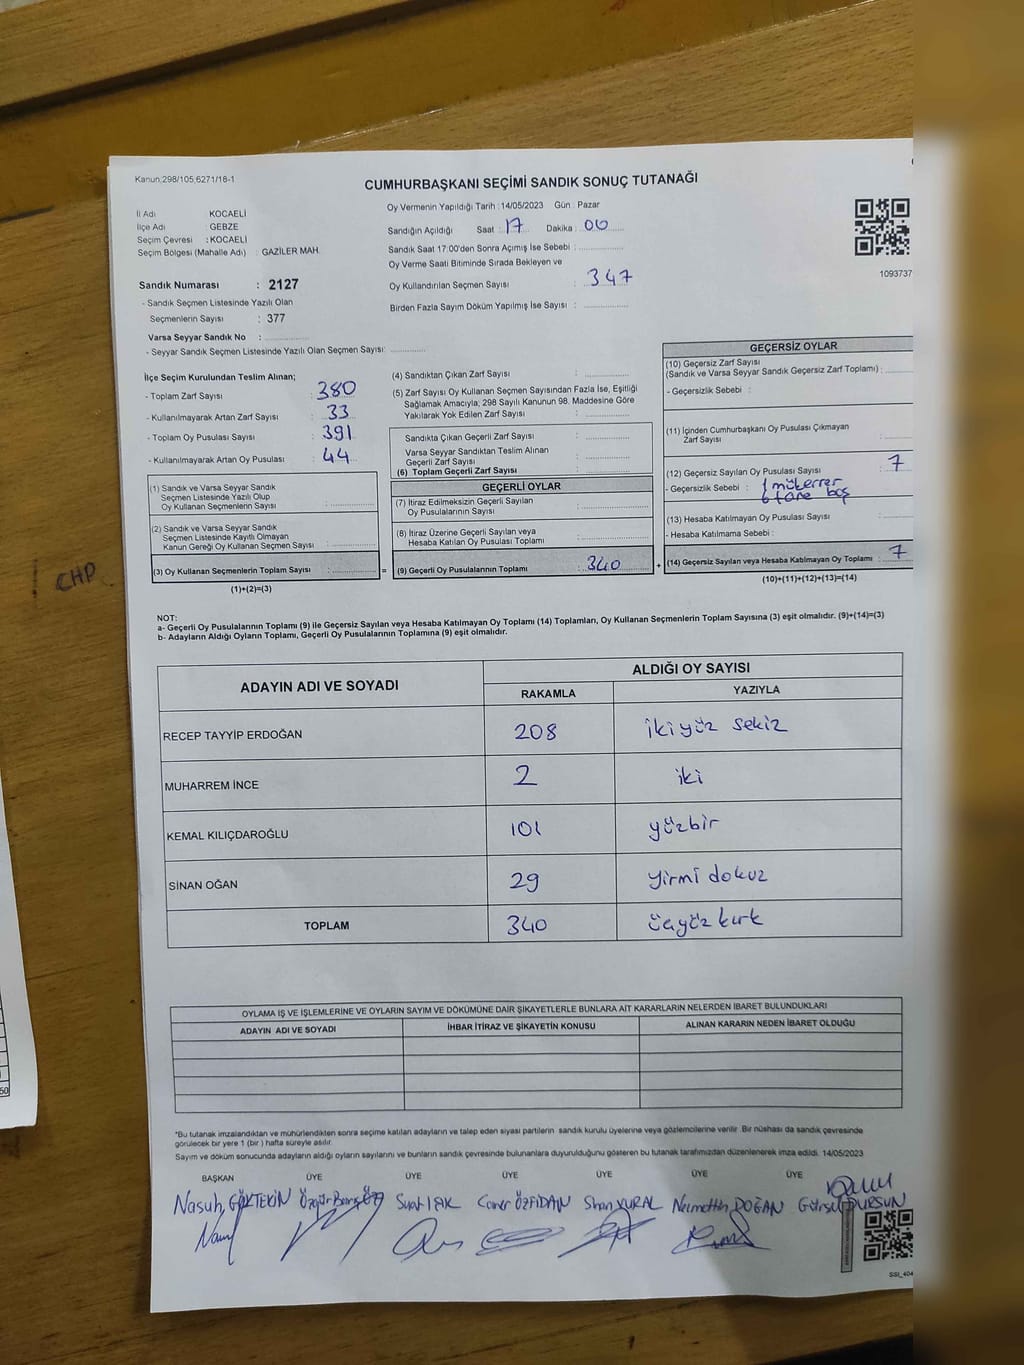 Kanun;298/105;6271/18-1
CUMHURBAŞKANI SEÇİMİ SANDIK SONUÇ TUTANAĞI
İl Adı KOCAELİ
İlçe Adı : GEBZE
Seçim Çevresi : KOCAELİ
Seçim Bölgesi (Mahalle Adı) : GAZİLER MAH.
Sandık Numarası : 2127
- Sandık Seçmen Listesinde Yazılı Olan
Seçmenlerin Sayısı : 377
Varsa Seyyar Sandık No :
- Seyyar Sandık Seçmen Listesinde Yazılı Olan Seçmen Sayısı:
Oy Vermenin Yapıldığı Tarih : 14/05/2023 Gün : Pazar
Sandığın Açıldığı Saat : 17 Dakika : 00
Sandık Saat 17:00'den Sonra Açımış İse Sebebi :
Oy Verme Saati Bitiminde Sırada Bekleyen ve
Oy Kullandırılan Seçmen Sayısı : 347
Birden Fazla Sayım Döküm Yapılmış İse Sayısı :
1093737
İlçe Seçim Kurulundan Teslim Alınan;
- Toplam Zarf Sayısı : 380
- Kullanılmayarak Artan Zarf Sayısı : 33
- Toplam Oy Pusulası Sayısı : 391
- Kullanılmayarak Artan Oy Pusulası : 44
(1) Sandık ve Varsa Seyyar Sandık
Seçmen Listesinde Yazılı Olup
Oy Kullanan Seçmenlerin Sayısı :
(2) Sandık ve Varsa Seyyar Sandık
Seçmen Listesinde Kayıtlı Olmayan
Kanun Gereği Oy Kullanan Seçmen Sayısı :
(3) Oy Kullanan Seçmenlerin Toplam Sayısı :
=
(1)+(2)=(3)
(4) Sandıktan Çıkan Zarf Sayısı :
(5) Zarf Sayısı Oy Kullanan Seçmen Sayısından Fazla İse, Eşitliği
Sağlamak Amacıyla; 298 Sayılı Kanunun 98. Maddesine Göre
Yakılarak Yok Edilen Zarf Sayısı :
Sandıkta Çıkan Geçerli Zarf Sayısı :
Varsa Seyyar Sandıktan Teslim Alınan
Geçerli Zarf Sayısı :
(6) Toplam Geçerli Zarf Sayısı :
GEÇERLİ OYLAR
(7) İtiraz Edilmeksizin Geçerli Sayılan
Oy Pusulalarının Sayısı :
(8) İtiraz Üzerine Geçerli Sayılan veya
Hesaba Katılan Oy Pusulası Toplamı :
(9) Geçerli Oy Pusulalarının Toplamı : 340
+
GEÇERSİZ OYLAR
(10) Geçersiz Zarf Sayısı
(Sandık ve Varsa Seyyar Sandık Geçersiz Zarf Toplamı) :
- Geçersizlik Sebebi :
(11) İçinden Cumhurbaşkanı Oy Pusulası Çıkmayan
Zarf Sayısı :
(12) Geçersiz Sayılan Oy Pusulası Sayısı : 7
- Geçersizlik Sebebi : 1 mükerrer
6 tane boş
(13) Hesaba Katılmayan Oy Pusulası Sayısı :
- Hesaba Katılmama Sebebi :
(14) Geçersiz Sayılan veya Hesaba Katılmayan Oy Toplamı : 7
(10)+(11)+(12)+(13)=(14)
CHP
NOT:
a- Geçerli Oy Pusulalarının Toplamı (9) ile Geçersiz Sayılan veya Hesaba Katılmayan Oy Toplamı (14) Toplamları, Oy Kullanan Seçmenlerin Toplam Sayısına (3) eşit olmalıdır. (9)+(14)=(3)
b- Adayların Aldığı Oyların Toplamı, Geçerli Oy Pusulalarının Toplamına (9) eşit olmalıdır.
ADAYIN ADI VE SOYADI ALDIĞI OY SAYISI
RAKAMLA YAZIYLA
RECEP TAYYİP ERDOĞAN 208 iki yüz sekiz
MUHARREM İNCE 2 iki
KEMAL KILIÇDAROĞLU 101 yüzbir
SİNAN OĞAN 29 yirmi dokuz
TOPLAM 340 üçyüz kırk
OYLAMA İŞ VE İŞLEMLERİNE VE OYLARIN SAYIM VE DÖKÜMÜNE DAİR ŞİKAYETLERLE BUNLARA AİT KARARLARIN NELERDEN İBARET BULUNDUKLARI
ADAYIN ADI VE SOYADI İHBAR İTİRAZ VE ŞİKAYETİN KONUSU ALINAN KARARIN NEDEN İBARET OLDUĞU
*Bu tutanak imzalandıktan ve mühürlendikten sonra seçime katılan adayların ve talep eden siyasi partilerin sandık kurulu üyelerine veya gözlemcilerine verilir. Bir nüshası da sandık çevresinde
görülecek bir yere 1 (bir ) hafta süreyle asılır.
Sayım ve döküm sonucunda adayların aldığı oyların sayılarını ve bunların sandık çevresinde bulunanlara duyurulduğunu gösteren bu tutanak tarafımızdan düzenlenerek imza edildi. 14/05/2023
BAŞKAN ÜYE ÜYE ÜYE ÜYE ÜYE ÜYE
Nasuh GÖKTEKİN Özgür Barış Suat IŞIK Caner ÖZFİDAN VURAL Necmettin DOĞAN Gürsel DURSUN
SSI_404
50